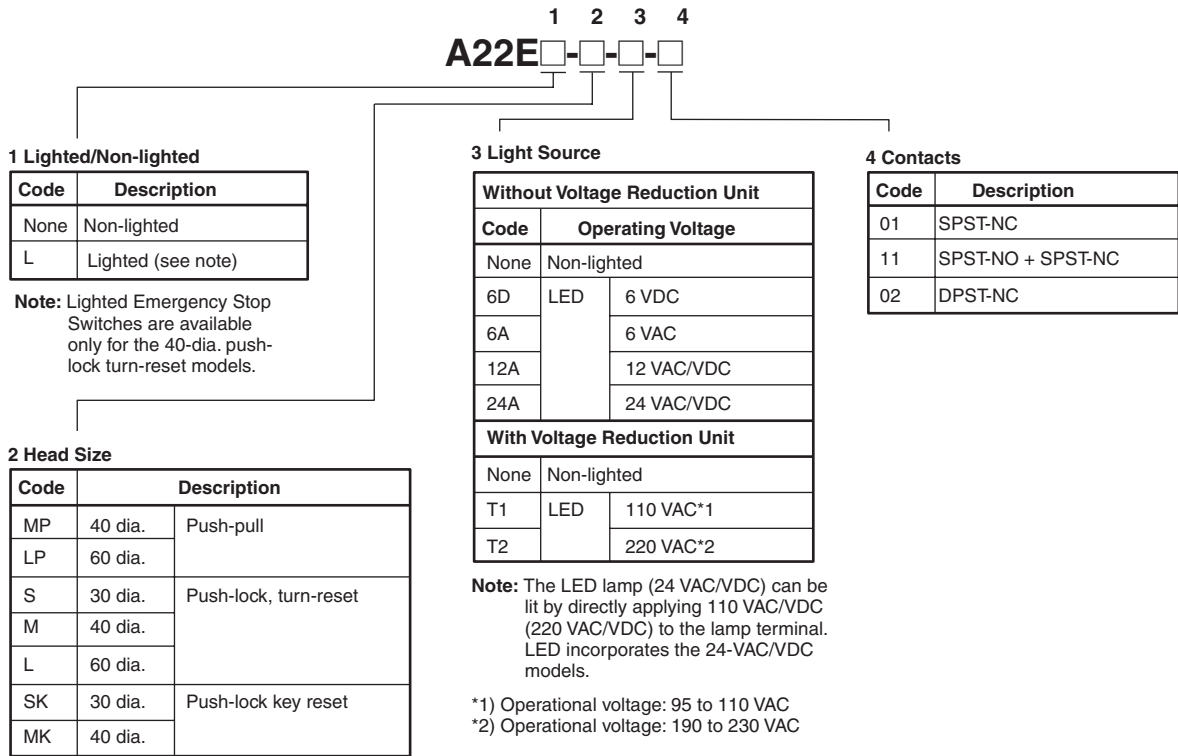 1 2 3 4
A22E□-□-□-□
1 Lighted/Non-lighted
Code Description
None Non-lighted
L Lighted (see note)
Note: Lighted Emergency Stop
Switches are available
only for the 40-dia. push-
lock turn-reset models.
2 Head Size
Code Description
MP 40 dia. Push-pull
LP 60 dia.
S 30 dia. Push-lock, turn-reset
M 40 dia.
L 60 dia.
SK 30 dia. Push-lock key reset
MK 40 dia.
3 Light Source
Without Voltage Reduction Unit
Code Operating Voltage
None Non-lighted
6D LED 6 VDC
6A 6 VAC
12A 12 VAC/VDC
24A 24 VAC/VDC
With Voltage Reduction Unit
None Non-lighted
T1 LED 110 VAC*1
T2 220 VAC*2
Note: The LED lamp (24 VAC/VDC) can be
lit by directly applying 110 VAC/VDC
(220 VAC/VDC) to the lamp terminal.
LED incorporates the 24-VAC/VDC
models.
*1) Operational voltage: 95 to 110 VAC
*2) Operational voltage: 190 to 230 VAC
4 Contacts
Code Description
01 SPST-NC
11 SPST-NO + SPST-NC
02 DPST-NC